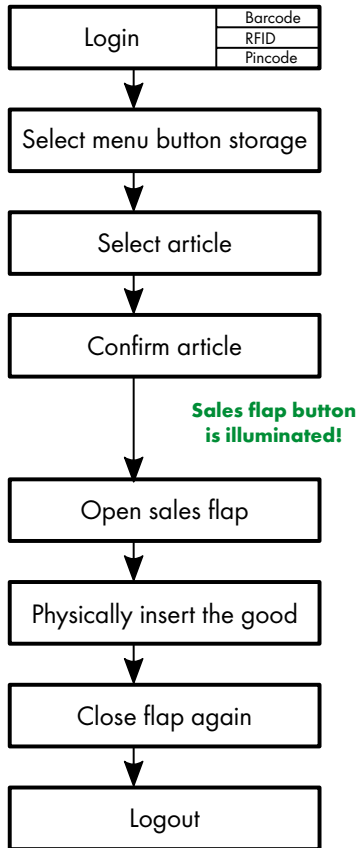 Login
Barcode
RFID
Pincode
Select menu button storage
Select article
Confirm article
Sales flap button
is illuminated!
Open sales flap
Physically insert the good
Close flap again
Logout